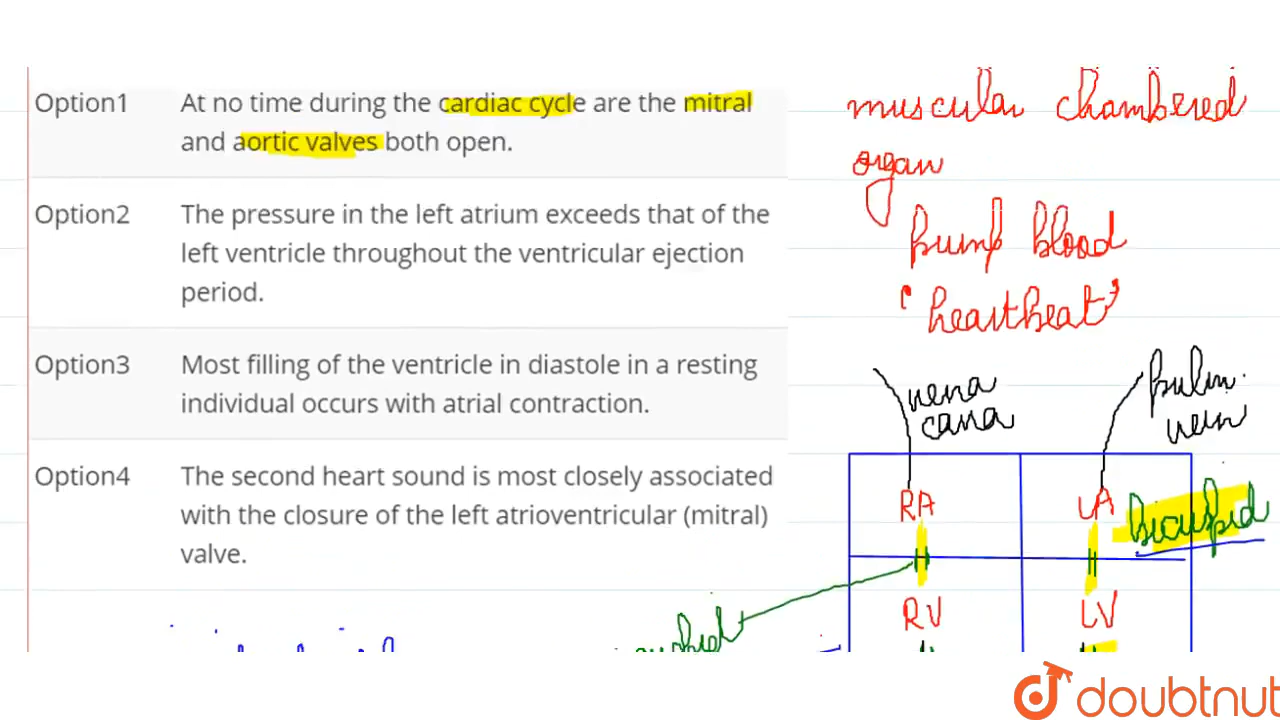 Option1 At no time during the cardiac cycle are the mitral
and aortic valves both open.
Option2 The pressure in the left atrium exceeds that of the
left ventricle throughout the ventricular ejection
period.
Option3 Most filling of the ventricle in diastole in a resting
individual occurs with atrial contraction.
Option4 The second heart sound is most closely associated
with the closure of the left atrioventricular (mitral)
valve.
muscular chambered
organ
pump blood
"heartbeat"
vena
cava
pulm.
vein
RA LA bicuspid
RV LV
doubtnut